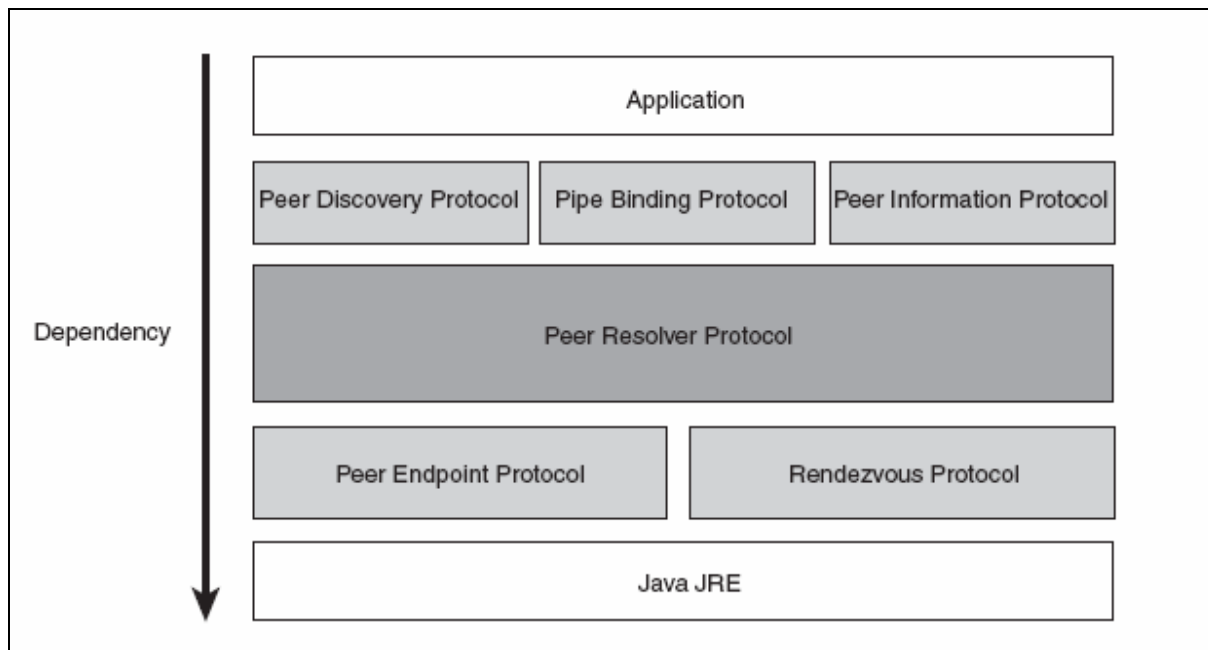 Application
Peer Discovery Protocol
Pipe Binding Protocol
Peer Information Protocol
Dependency
Peer Resolver Protocol
Peer Endpoint Protocol
Rendezvous Protocol
Java JRE